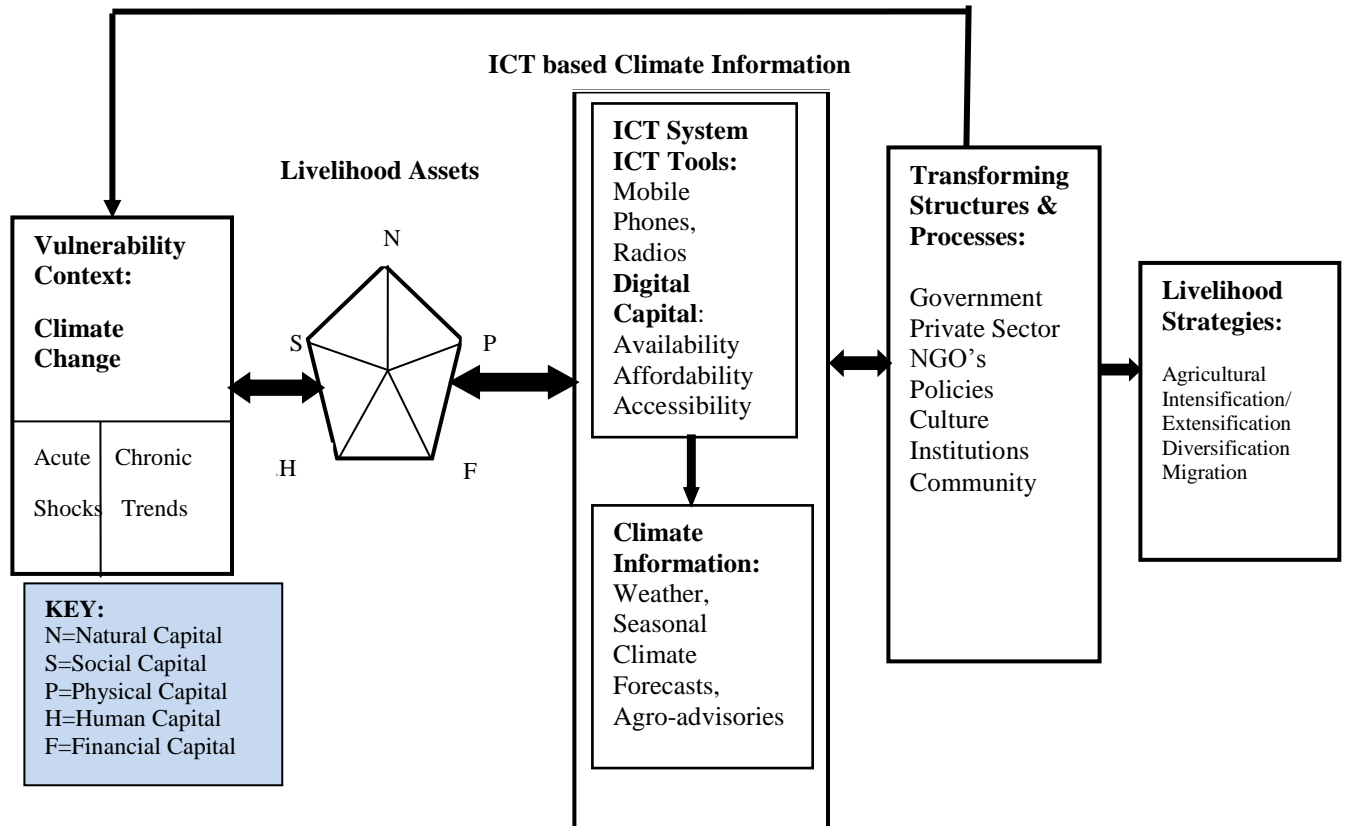 ICT based Climate Information
Livelihood Assets
Vulnerability
Context:
Climate
Change
Acute Chronic
Shocks Trends
N
S
P
.H
F
ICT System
ICT Tools:
Mobile
Phones,
Radios
Digital
Capital:
Availability
Affordability
Accessibility
Climate
Information:
Weather,
Seasonal
Climate
Forecasts,
Agro-advisories
Transforming
Structures &
Processes:
Government
Private Sector
NGO’s
Policies
Culture
Institutions
Community
Livelihood
Strategies:
Agricultural
Intensification/
Extensification
Diversification
Migration
KEY:
N=Natural Capital
S=Social Capital
P=Physical Capital
H=Human Capital
F=Financial Capital